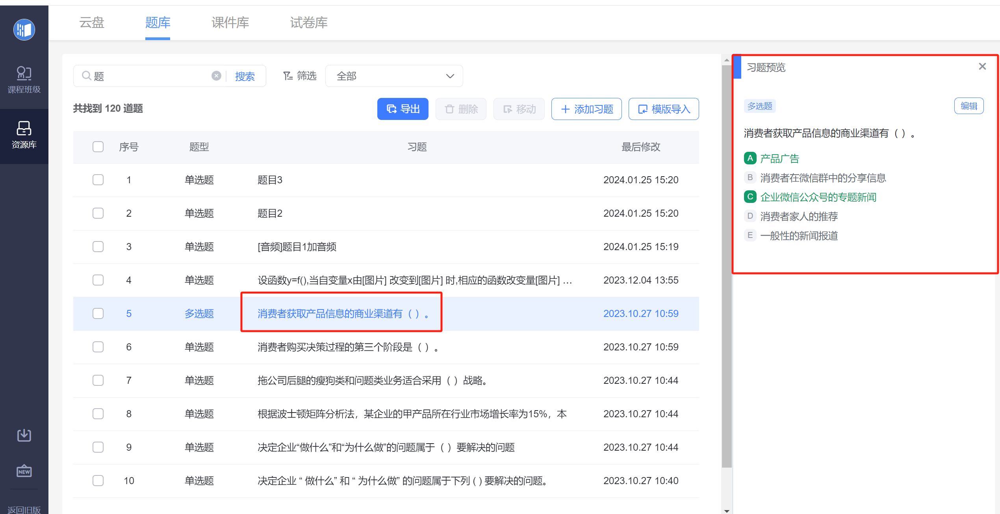 云盘 题库 课件库 试卷库
课程班级
资源库
NEW
返回旧版
题 搜索 筛选 全部
共找到 120 道题 导出 删除 移动 添加习题 模版导入
序号 题型 习题 最后修改
1 单选题 题目3 2024.01.25 15:20
2 单选题 题目2 2024.01.25 15:20
3 单选题 [音频]题目1加音频 2024.01.25 15:19
4 单选题 设函数y=f(),当自变量x由[图片] 改变到[图片] 时,相应的函数改变量[图片] … 2023.12.04 13:55
5 多选题 消费者获取产品信息的商业渠道有（ ）。 2023.10.27 10:59
6 单选题 消费者购买决策过程的第三个阶段是（ ）。 2023.10.27 10:59
7 单选题 拖公司后腿的瘦狗类和问题类业务适合采用（ ）战略。 2023.10.27 10:44
8 单选题 根据波士顿矩阵分析法，某企业的甲产品所在行业市场增长率为15%，本 2023.10.27 10:44
9 单选题 决定企业“做什么”和“为什么做”的问题属于（ ）要解决的问题 2023.10.27 10:44
10 单选题 决定企业 “ 做什么” 和 “ 为什么做” 的问题属于下列 ( ) 要解决的问题。 2023.10.27 10:40
习题预览
多选题 编辑
消费者获取产品信息的商业渠道有（ ）。
A 产品广告
B 消费者在微信群中的分享信息
C 企业微信公众号的专题新闻
D 消费者家人的推荐
E 一般性的新闻报道